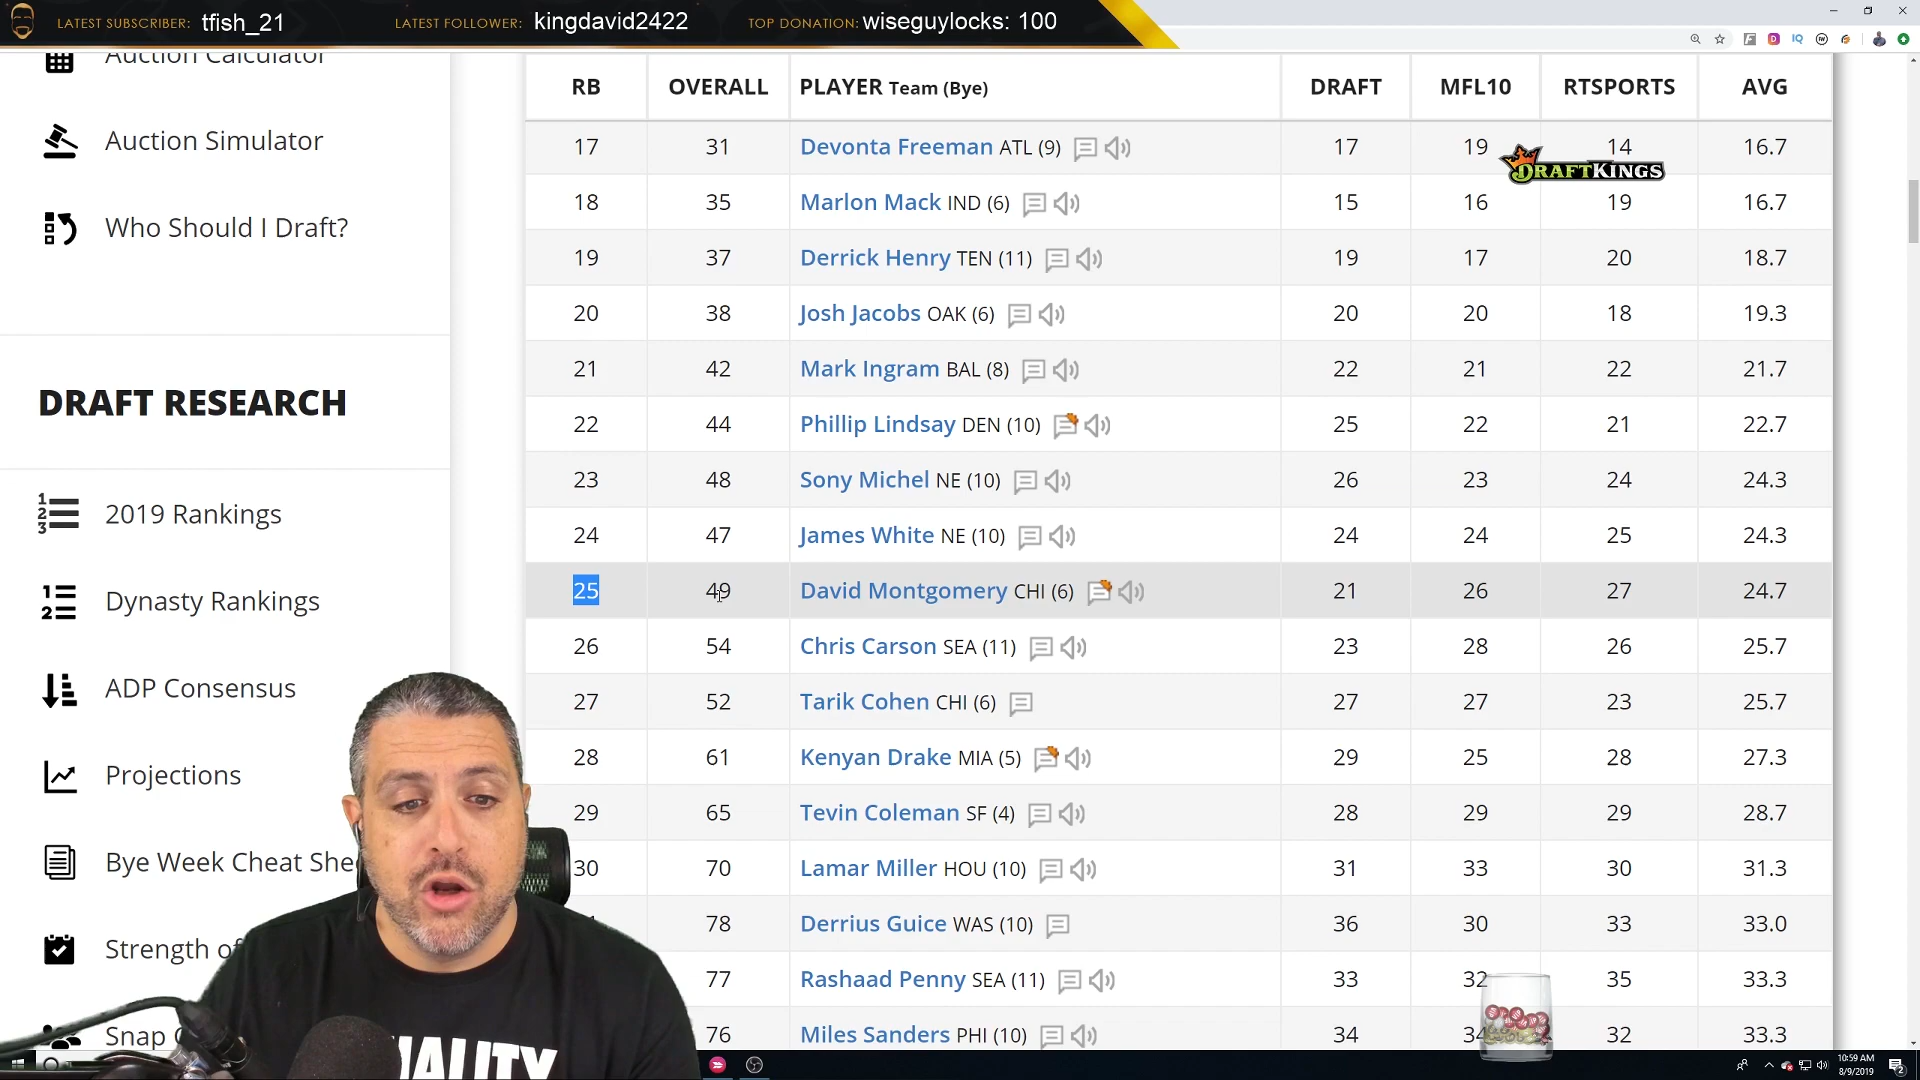 LATEST SUBSCRIBER: tfish_21 LATEST FOLLOWER: kingdavid2422 TOP DONATION: wiseguylocks: 100
Auction Calculator
Auction Simulator
Who Should I Draft?
DRAFT RESEARCH
2019 Rankings
Dynasty Rankings
ADP Consensus
Projections
Bye Week Cheat She
Strength of
Snap
RB OVERALL PLAYER Team (Bye) DRAFT MFL10 RTSPORTS AVG
17 31 Devonta Freeman ATL (9) 17 19 14 16.7
DRAFTKINGS
18 35 Marlon Mack IND (6) 15 16 19 16.7
19 37 Derrick Henry TEN (11) 19 17 20 18.7
20 38 Josh Jacobs OAK (6) 20 20 18 19.3
21 42 Mark Ingram BAL (8) 22 21 22 21.7
22 44 Phillip Lindsay DEN (10) 25 22 21 22.7
23 48 Sony Michel NE (10) 26 23 24 24.3
24 47 James White NE (10) 24 24 25 24.3
25 49 David Montgomery CHI (6) 21 26 27 24.7
26 54 Chris Carson SEA (11) 23 28 26 25.7
27 52 Tarik Cohen CHI (6) 27 27 23 25.7
28 61 Kenyan Drake MIA (5) 29 25 28 27.3
29 65 Tevin Coleman SF (4) 28 29 29 28.7
30 70 Lamar Miller HOU (10) 31 33 30 31.3
78 Derrius Guice WAS (10) 36 30 33 33.0
77 Rashaad Penny SEA (11) 33 32 35 33.3
76 Miles Sanders PHI (10) 34 34 32 33.3
UALITY
10:59 AM
8/9/2019